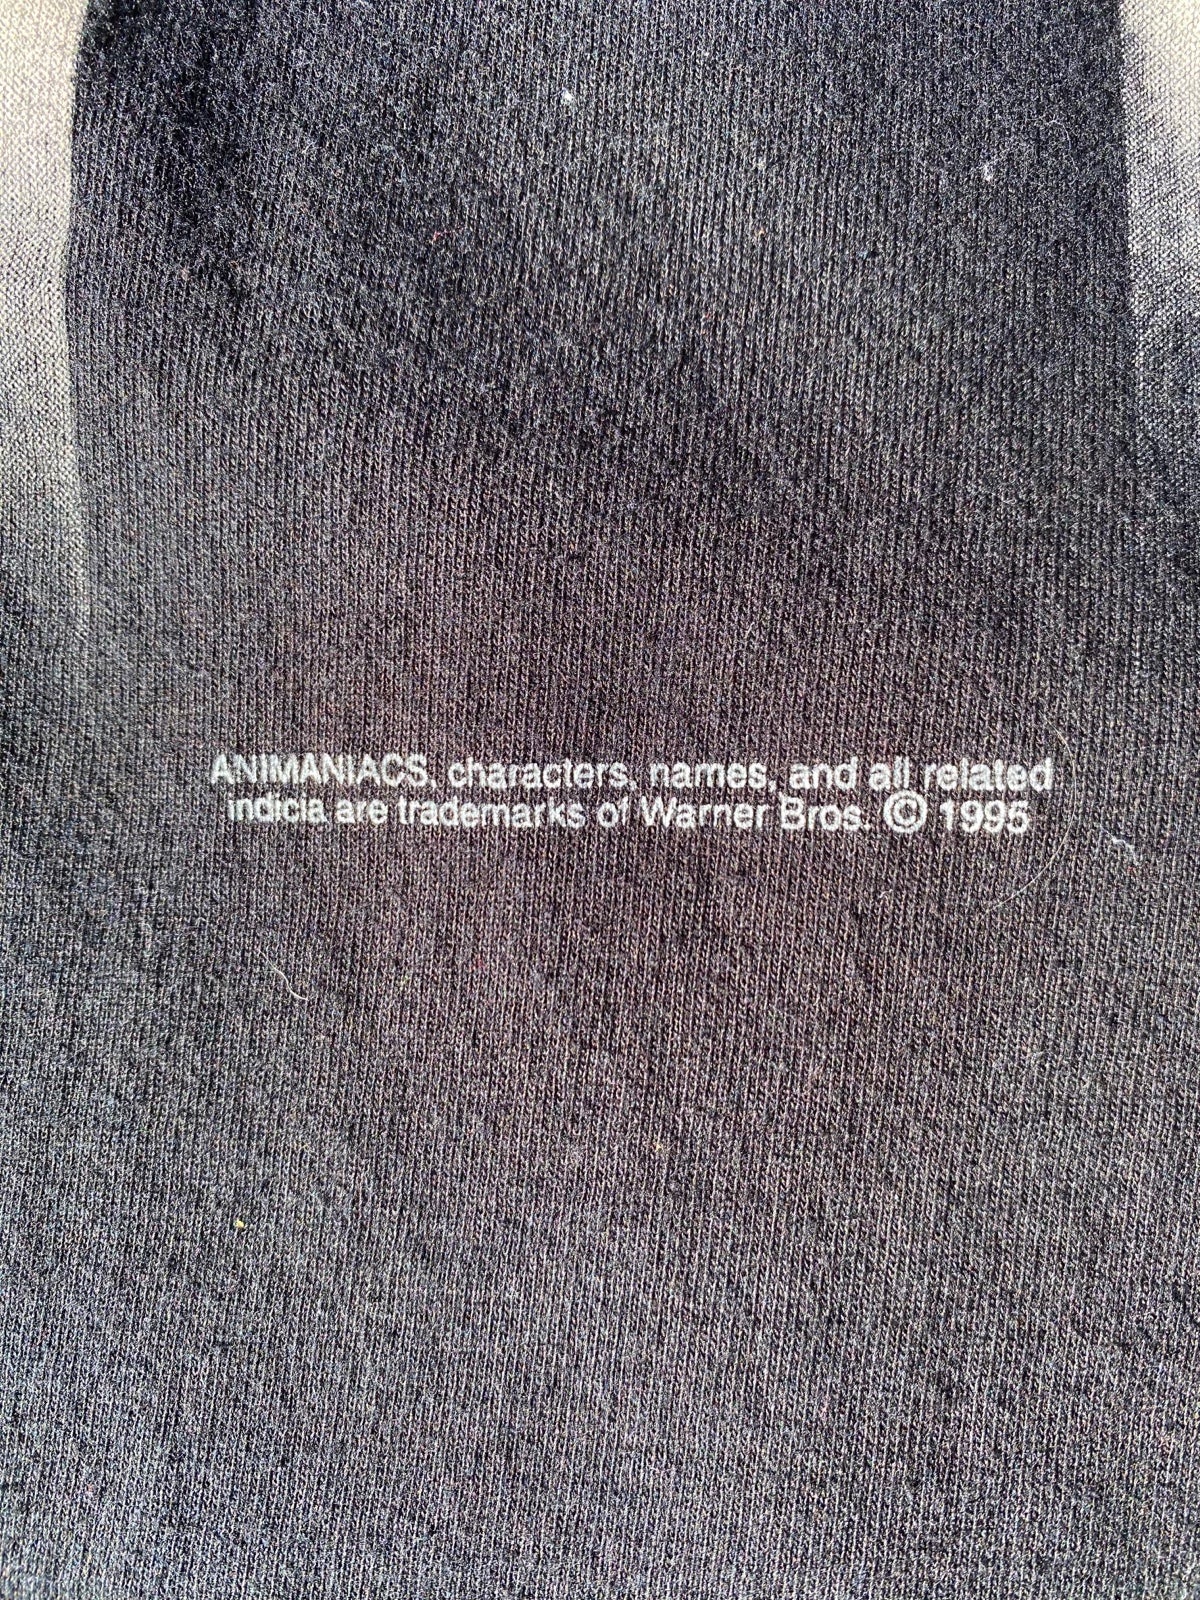 ANIMANIACS, characters, names, and all related
indicia are trademarks of Warner Bros. © 1995